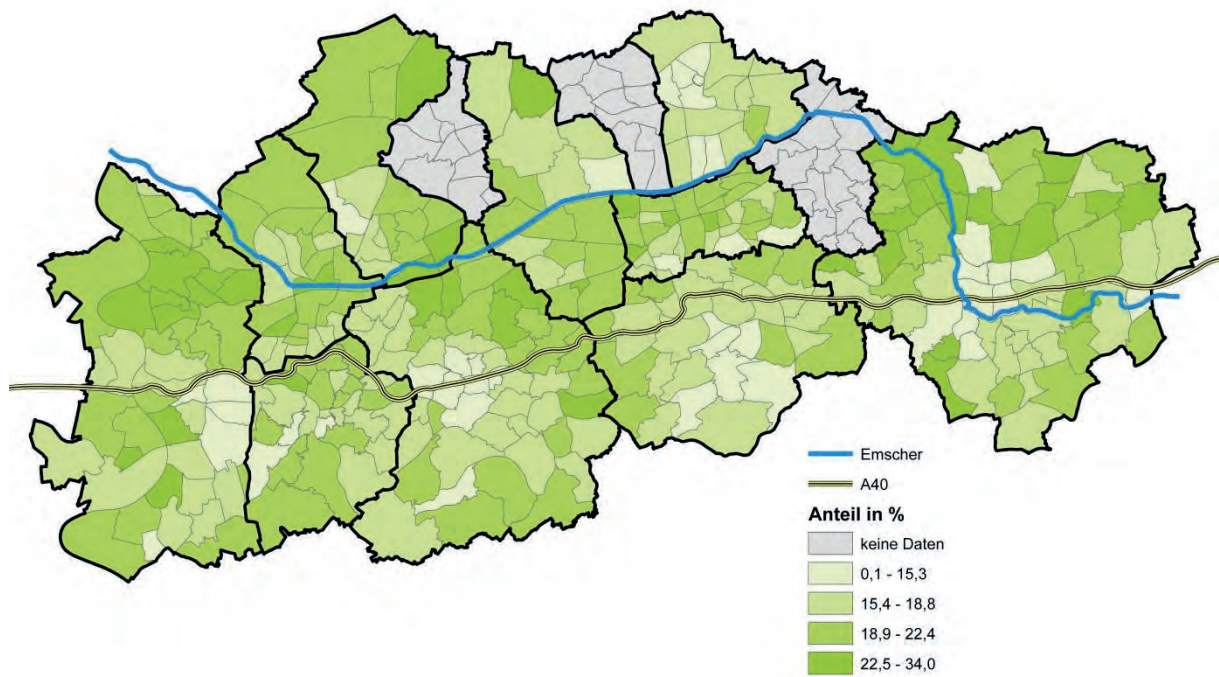 Emscher
A40
Anteil in %
keine Daten
0,1 - 15,3
15,4 - 18,8
18,9 - 22,4
22,5 - 34,0